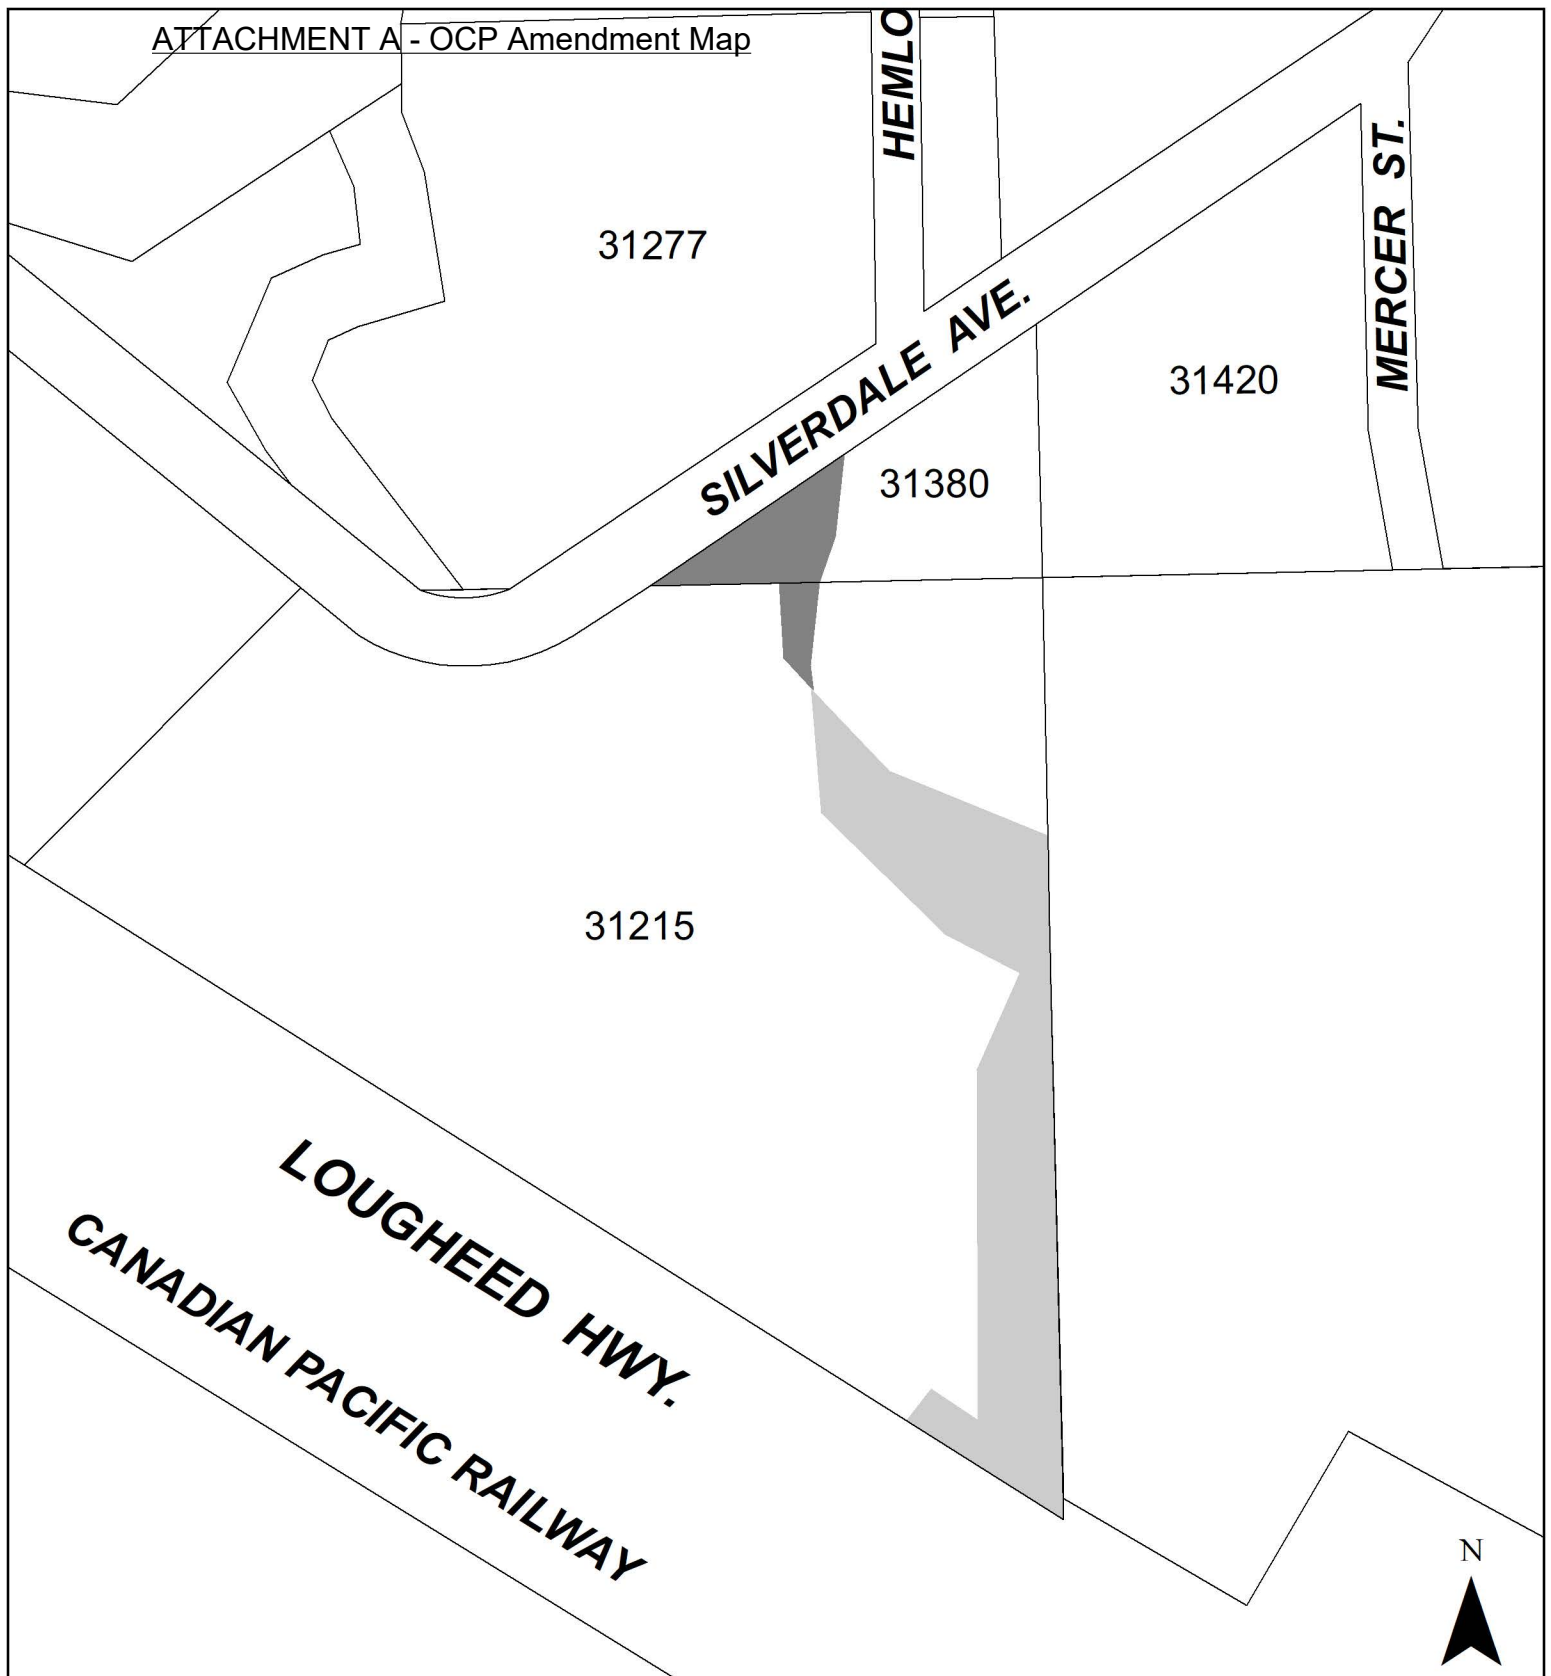 ATTACHMENT A - OCP Amendment Map
HEMLO
MERCER ST.
31277
SILVERDALE AVE.
31420
31380
31215
LOUGHEED HWY.
CANADIAN PACIFIC RAILWAY
N